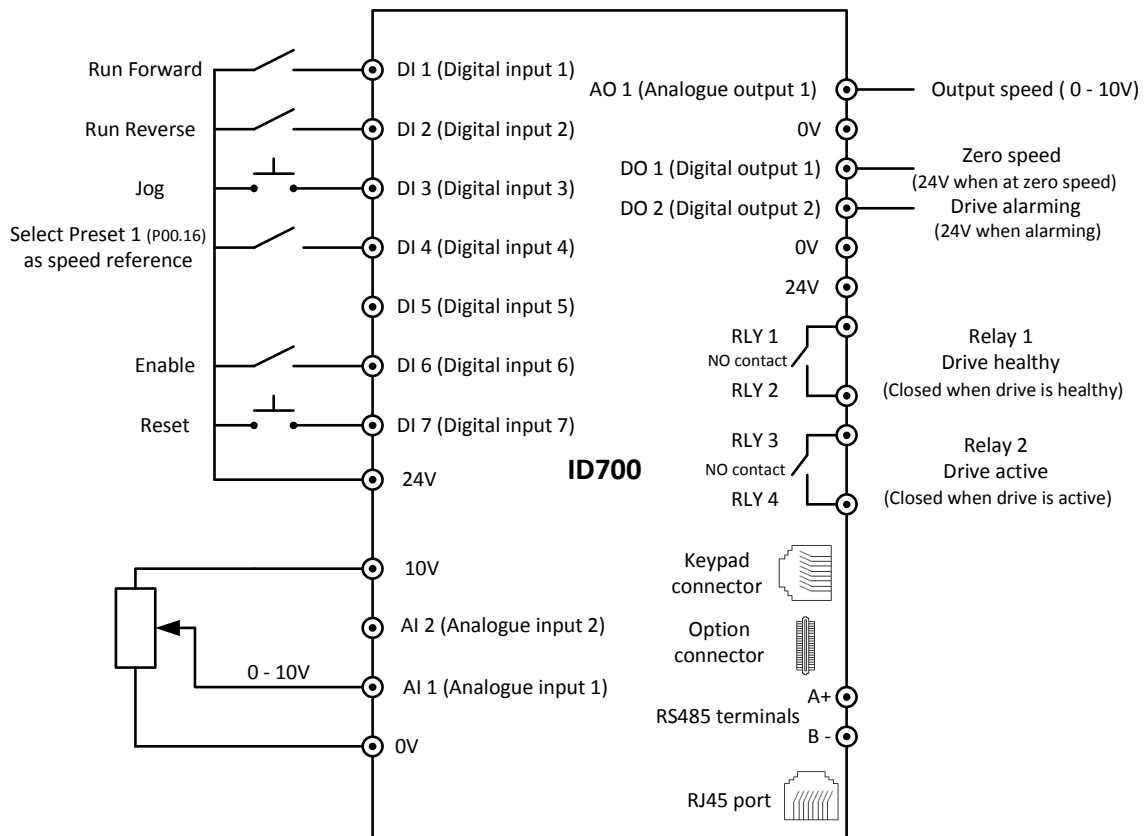 Run Forward
DI 1 (Digital input 1)
Run Reverse
DI 2 (Digital input 2)
Jog
DI 3 (Digital input 3)
Select Preset 1 (P00.16)
as speed reference
DI 4 (Digital input 4)
DI 5 (Digital input 5)
Enable
DI 6 (Digital input 6)
Reset
DI 7 (Digital input 7)
24V
10V
AI 2 (Analogue input 2)
0 - 10V
AI 1 (Analogue input 1)
0V
ID700
AO 1 (Analogue output 1)
Output speed ( 0 - 10V)
0V
DO 1 (Digital output 1)
Zero speed
(24V when at zero speed)
DO 2 (Digital output 2)
Drive alarming
(24V when alarming)
0V
24V
RLY 1
NO contact
RLY 2
Relay 1
Drive healthy
(Closed when drive is healthy)
RLY 3
NO contact
RLY 4
Relay 2
Drive active
(Closed when drive is active)
Keypad
connector
Option
connector
A+
RS485 terminals
B -
RJ45 port